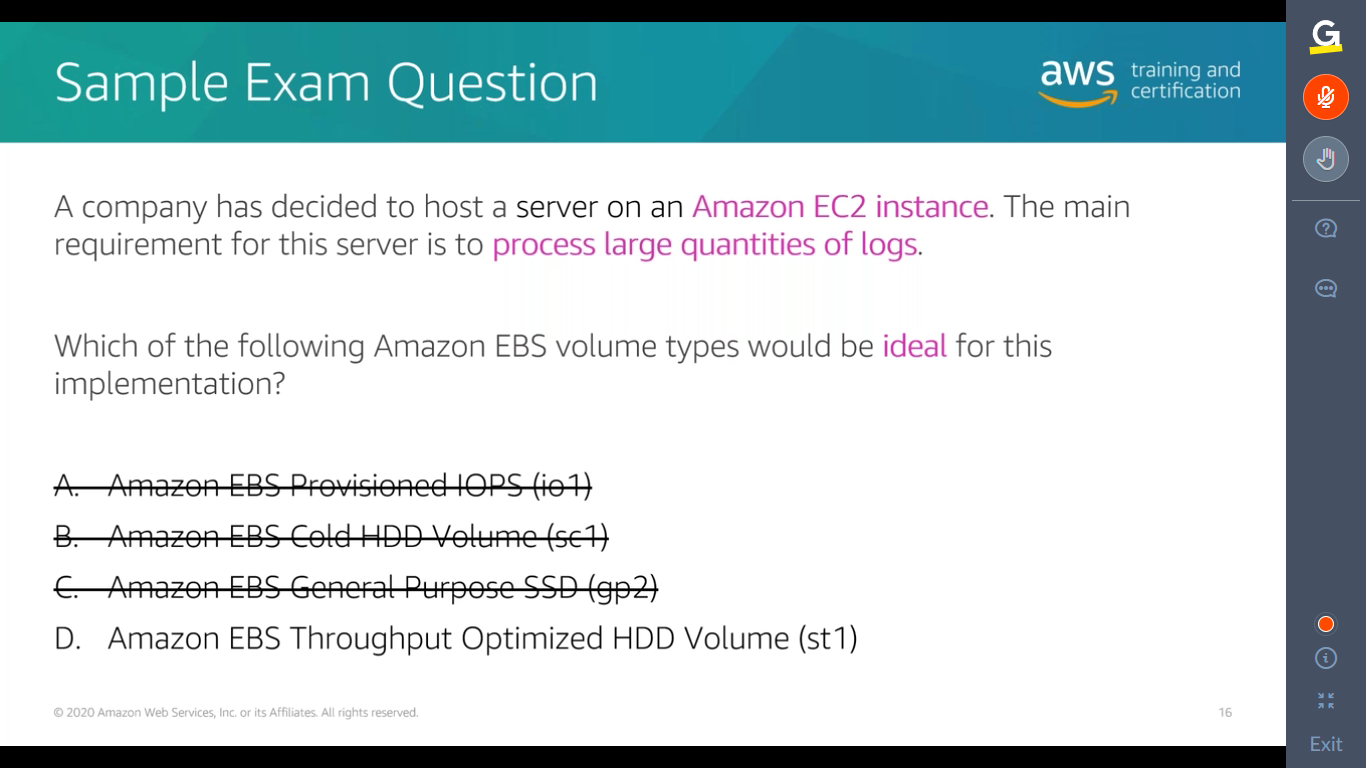 Sample Exam Question
aws training and
certification
A company has decided to host a server on an Amazon EC2 instance. The main
requirement for this server is to process large quantities of logs.
Which of the following Amazon EBS volume types would be ideal for this
implementation?
A. Amazon EBS Provisioned IOPS (io1)
B. Amazon EBS Cold HDD Volume (sc1)
C. Amazon EBS General Purpose SSD (gp2)
D. Amazon EBS Throughput Optimized HDD Volume (st1)
© 2020 Amazon Web Services, Inc. or its Affiliates. All rights reserved.
16
G
Exit